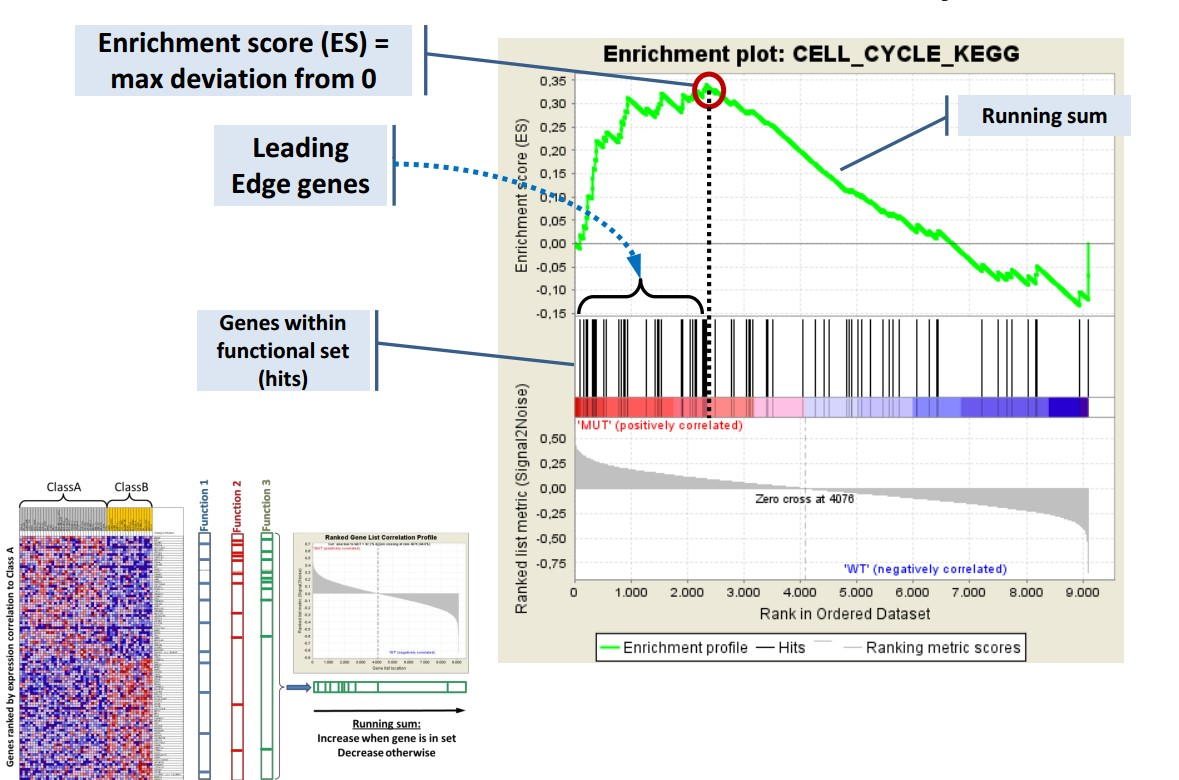 Enrichment score (ES) =
max deviation from 0
Enrichment plot: CELL_CYCLE_KEGG
Running sum
Leading
Edge genes
Genes within
functional set
(hits)
Enrichment score (ES)
0,35
0,30
0,25
0,20
0,15
0,10
0,05
0,00
-0,05
-0,10
-0,15
'MUT' (positively correlated)
Ranked list metric (Signal2Noise)
0,50
0,25
0,00
-0,25
-0,50
-0,75
Zero cross at 4076
'WT' (negatively correlated)
0 1.000 2.000 3.000 4.000 5.000 6.000 7.000 8.000 9.000
Rank in Ordered Dataset
Enrichment profile Hits Ranking metric scores
ClassA ClassB
Genes ranked by expression correlation to Class A
Function 1
Function 2
Function 3
Ranked Gene List Correlation Profile
'WT' (negatively correlated)
Gene list location
Running sum:
Increase when gene is in set
Decrease otherwise